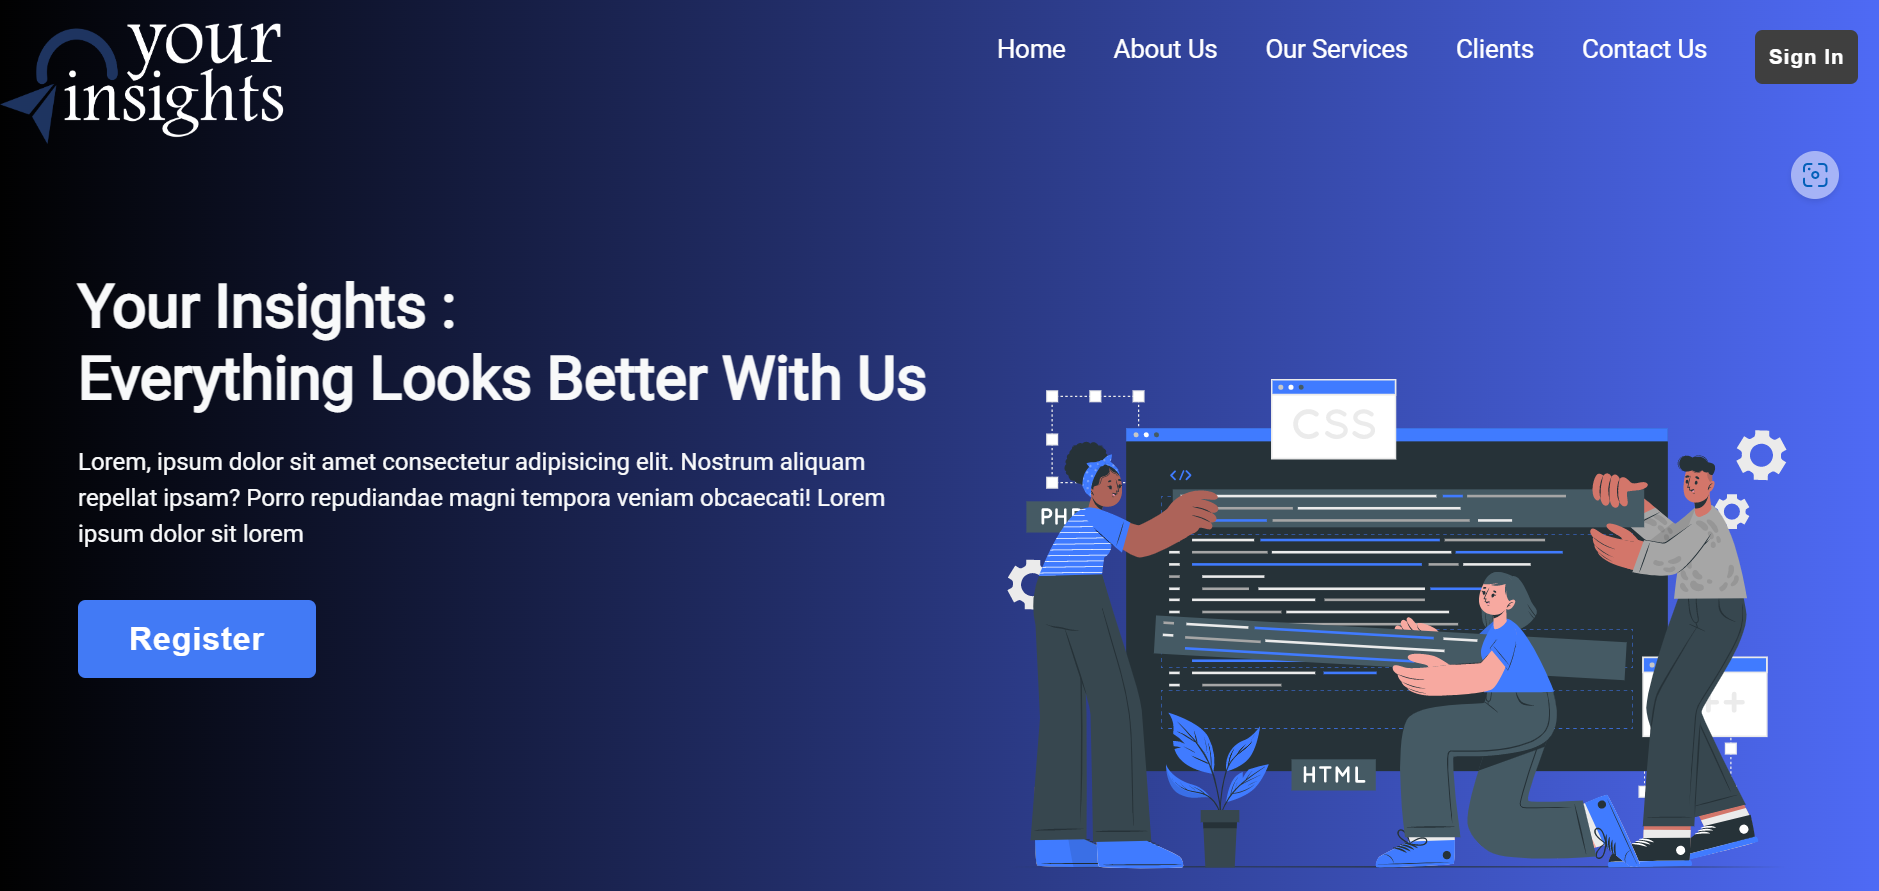 your
insights
Home About Us Our Services Clients Contact Us Sign In
Your Insights :
Everything Looks Better With Us
Lorem, ipsum dolor sit amet consectetur adipisicing elit. Nostrum aliquam
repellat ipsam? Porro repudiandae magni tempora veniam obcaecati! Lorem
ipsum dolor sit lorem
Register
CSS
</>
PHP
++
HTML